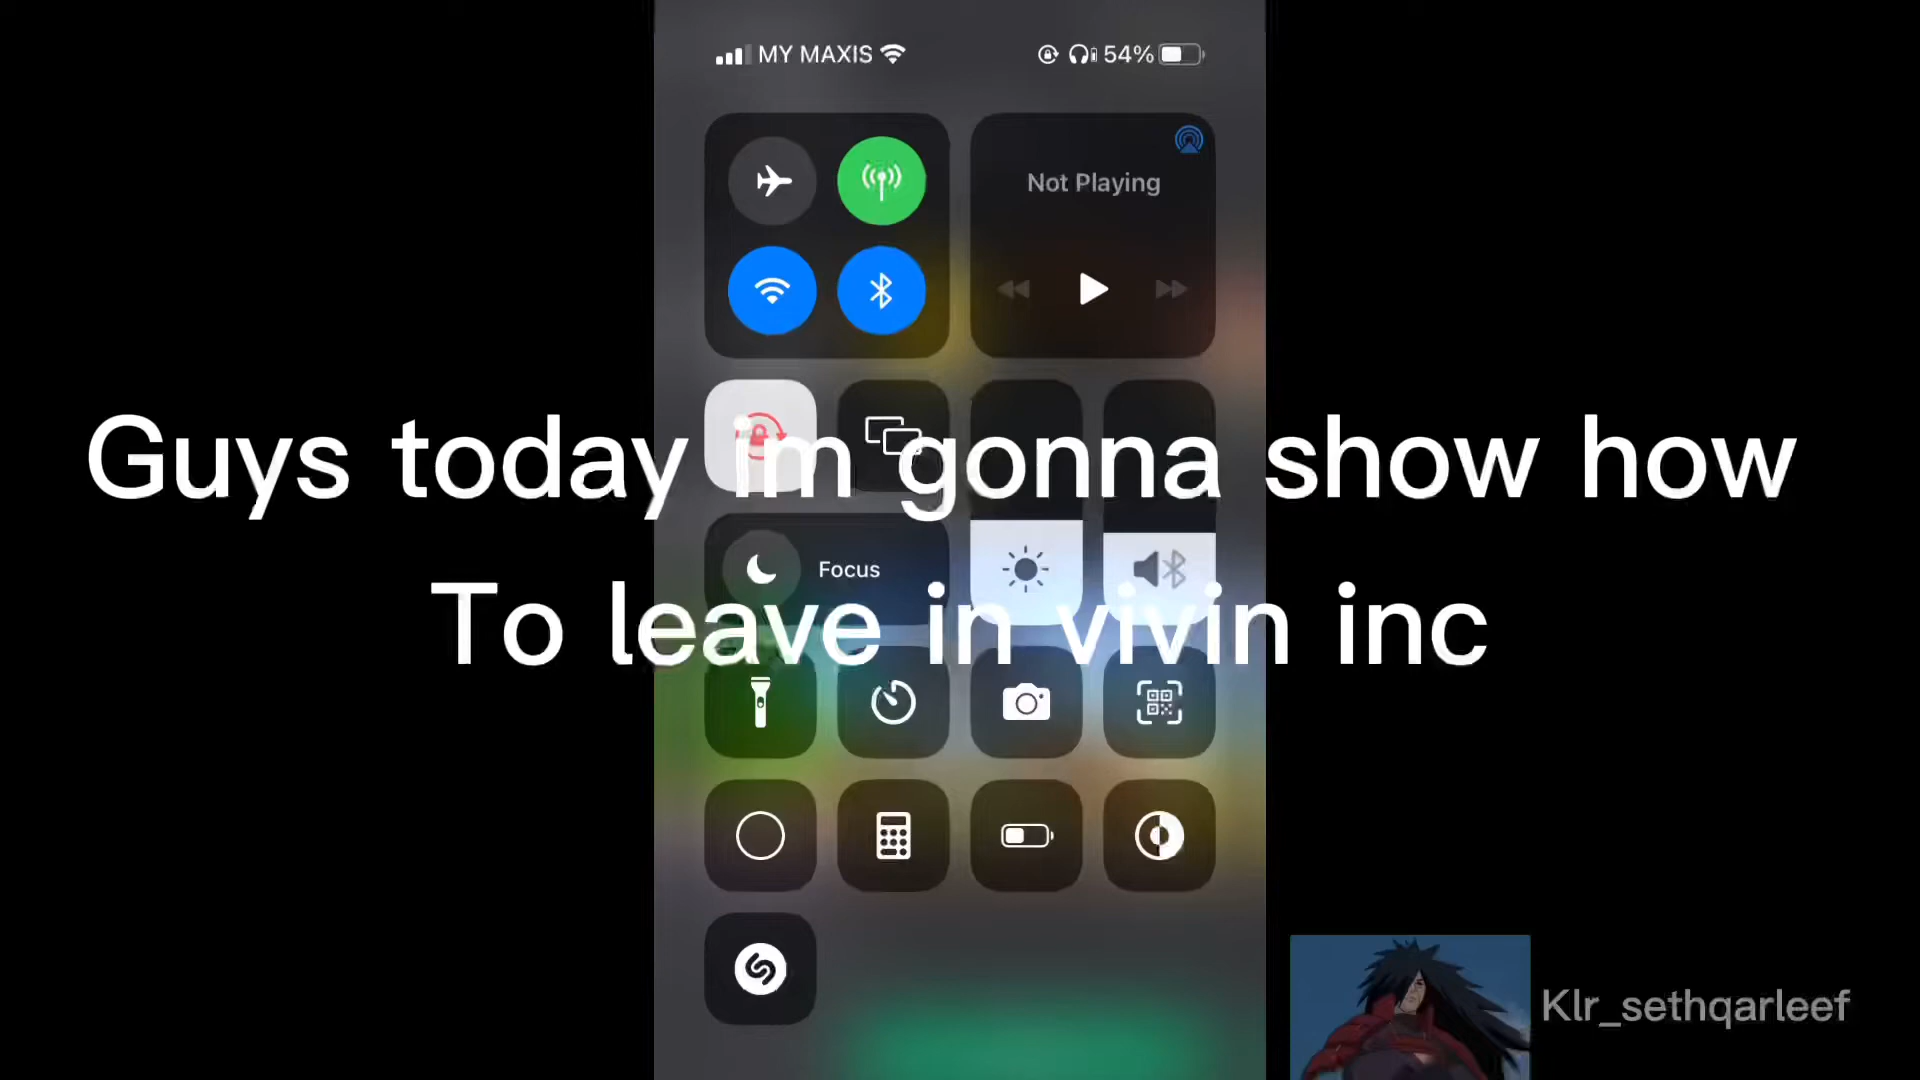 MY MAXIS 54%
Not Playing
Guys today im gonna show how
Focus
To leave in vivin inc
Klr_sethqarleef